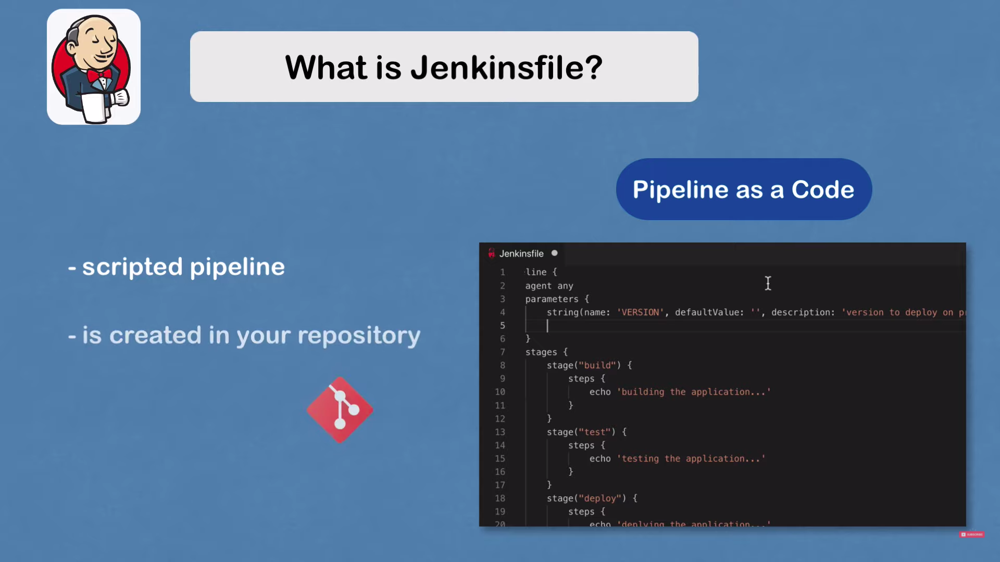 What is Jenkinsfile?
Pipeline as a Code
- scripted pipeline
- is created in your repository
Jenkinsfile
1 line {
2 agent any
3 parameters {
4 string(name: 'VERSION', defaultValue: '', description: 'version to deploy on
5
6 }
7 stages {
8 stage("build") {
9 steps {
10 echo 'building the application...'
11 }
12 }
13 stage("test") {
14 steps {
15 echo 'testing the application...'
16 }
17 }
18 stage("deploy") {
19 steps {
20 echo 'deplying the application...'
SUBSCRIBE